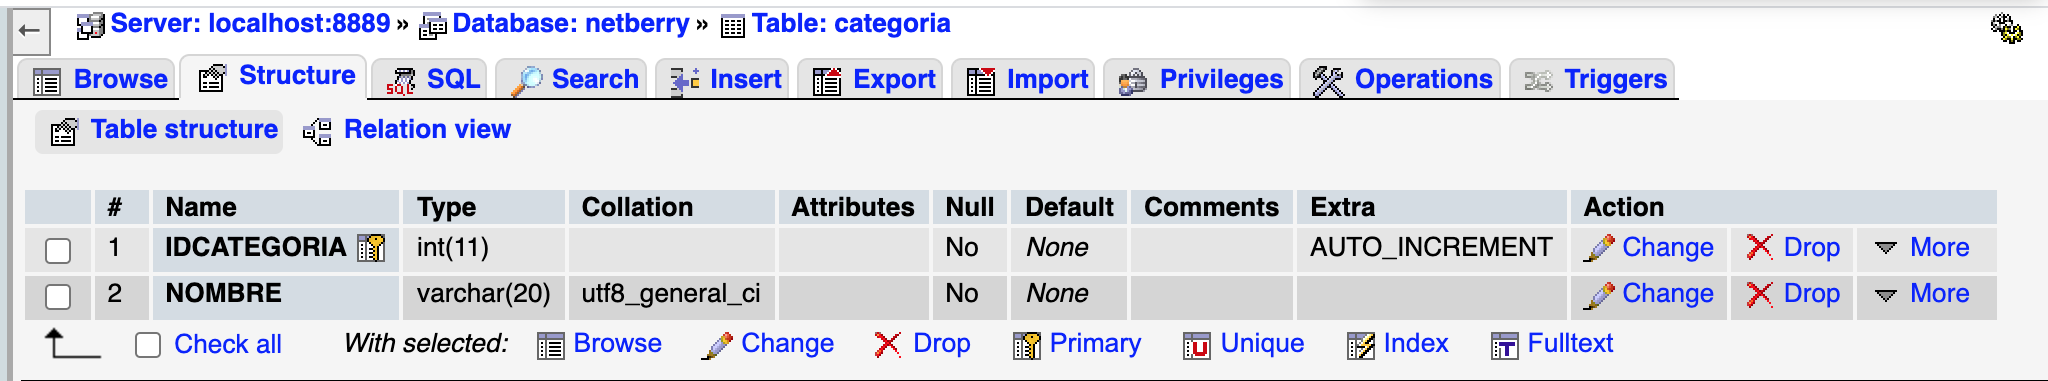 Server: localhost:8889 » Database: netberry » Table: categoria
Browse Structure SQL Search Insert Export Import Privileges Operations Triggers
Table structure Relation view
# Name Type Collation Attributes Null Default Comments Extra Action
1 IDCATEGORIA int(11) No None AUTO_INCREMENT Change Drop More
2 NOMBRE varchar(20) utf8_general_ci No None Change Drop More
Check all With selected: Browse Change Drop Primary Unique Index Fulltext